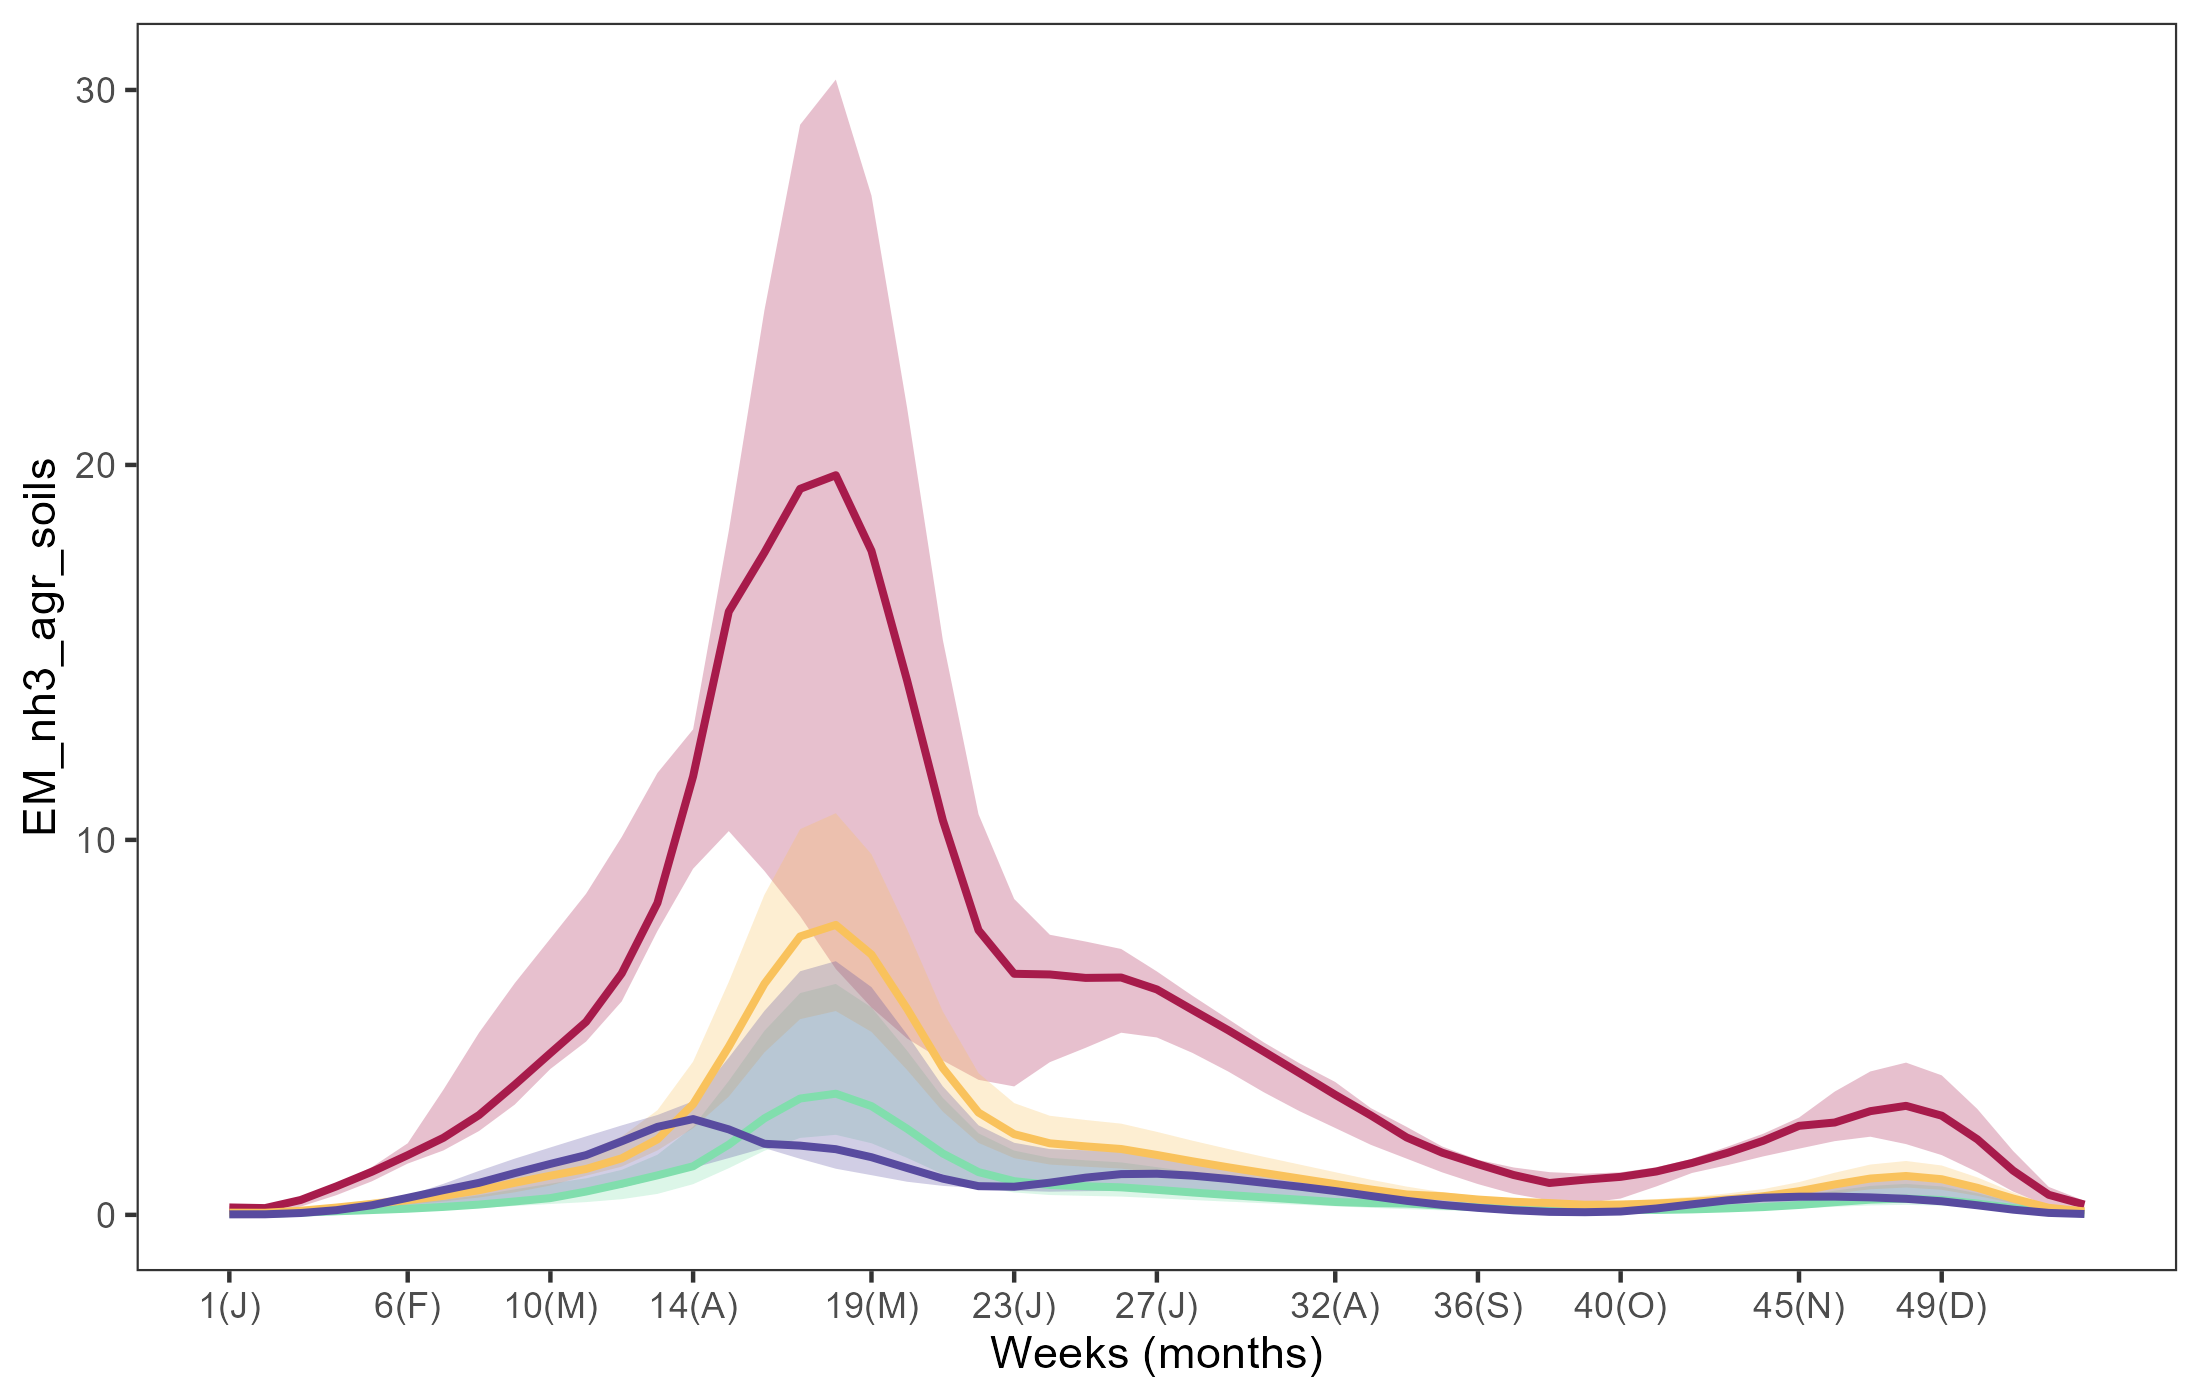 30
20
10
0
EM_nh3_agr_soils
1(J) 6(F) 10(M) 14(A) 19(M) 23(J) 27(J) 32(A) 36(S) 40(O) 45(N) 49(D)
Weeks (months)